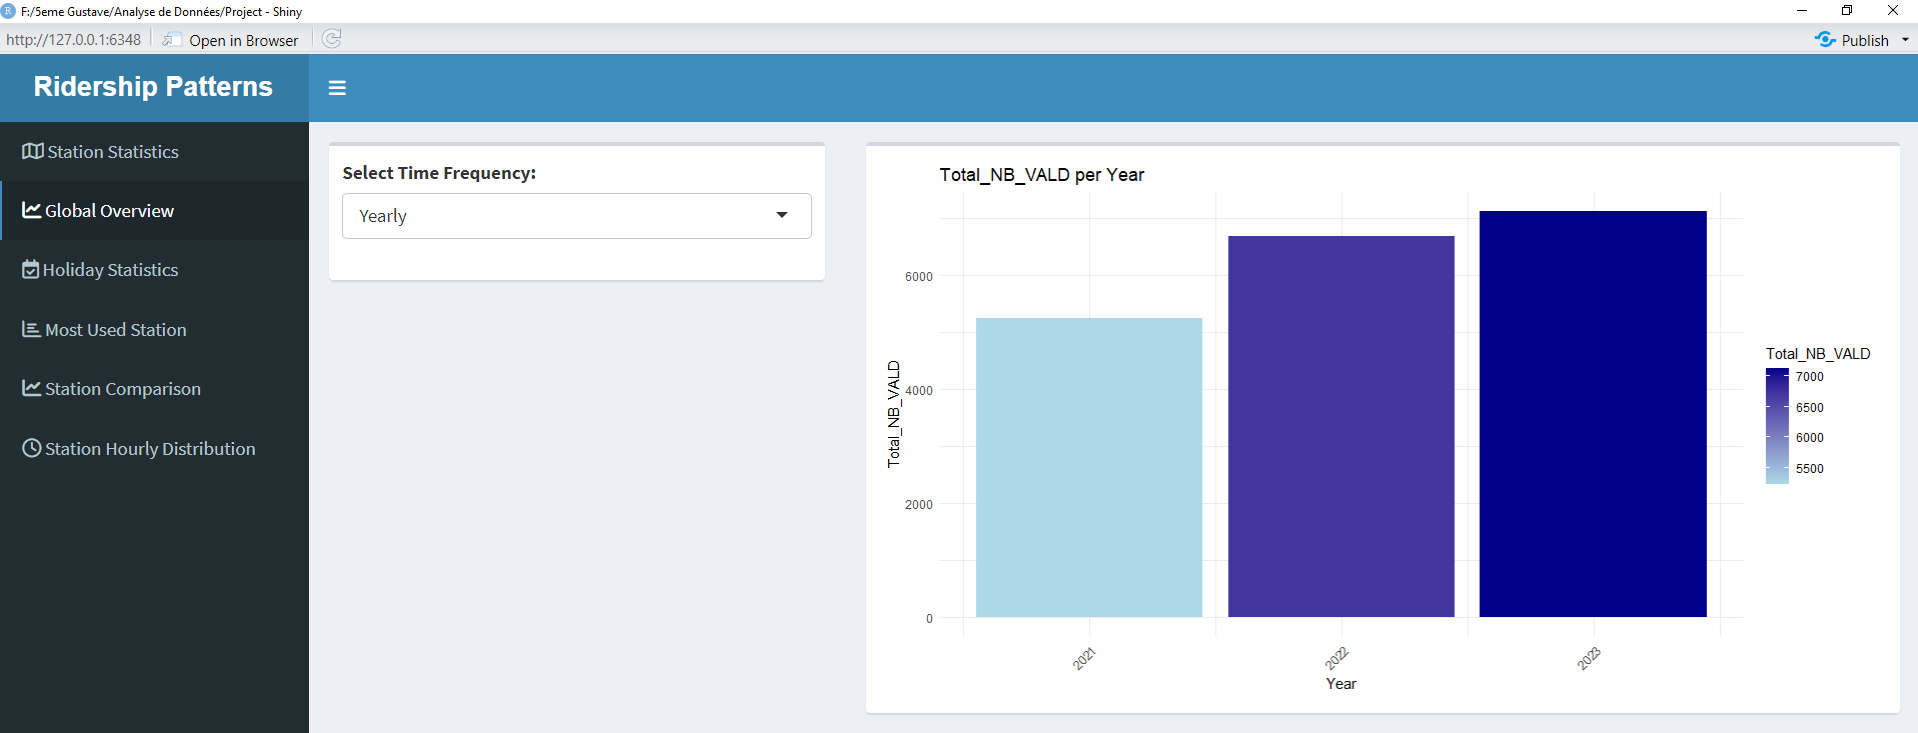 F:/5eme Gustave/Analyse de Données/Project - Shiny
http://127.0.0.1:6348
Open in Browser
Publish
Ridership Patterns
Station Statistics
Global Overview
Holiday Statistics
Most Used Station
Station Comparison
Station Hourly Distribution
Select Time Frequency:
Yearly
Total_NB_VALD per Year
Total_NB_VALD
6000
4000
2000
0
2021
2022
2023
Year
Total_NB_VALD
7000
6500
6000
5500